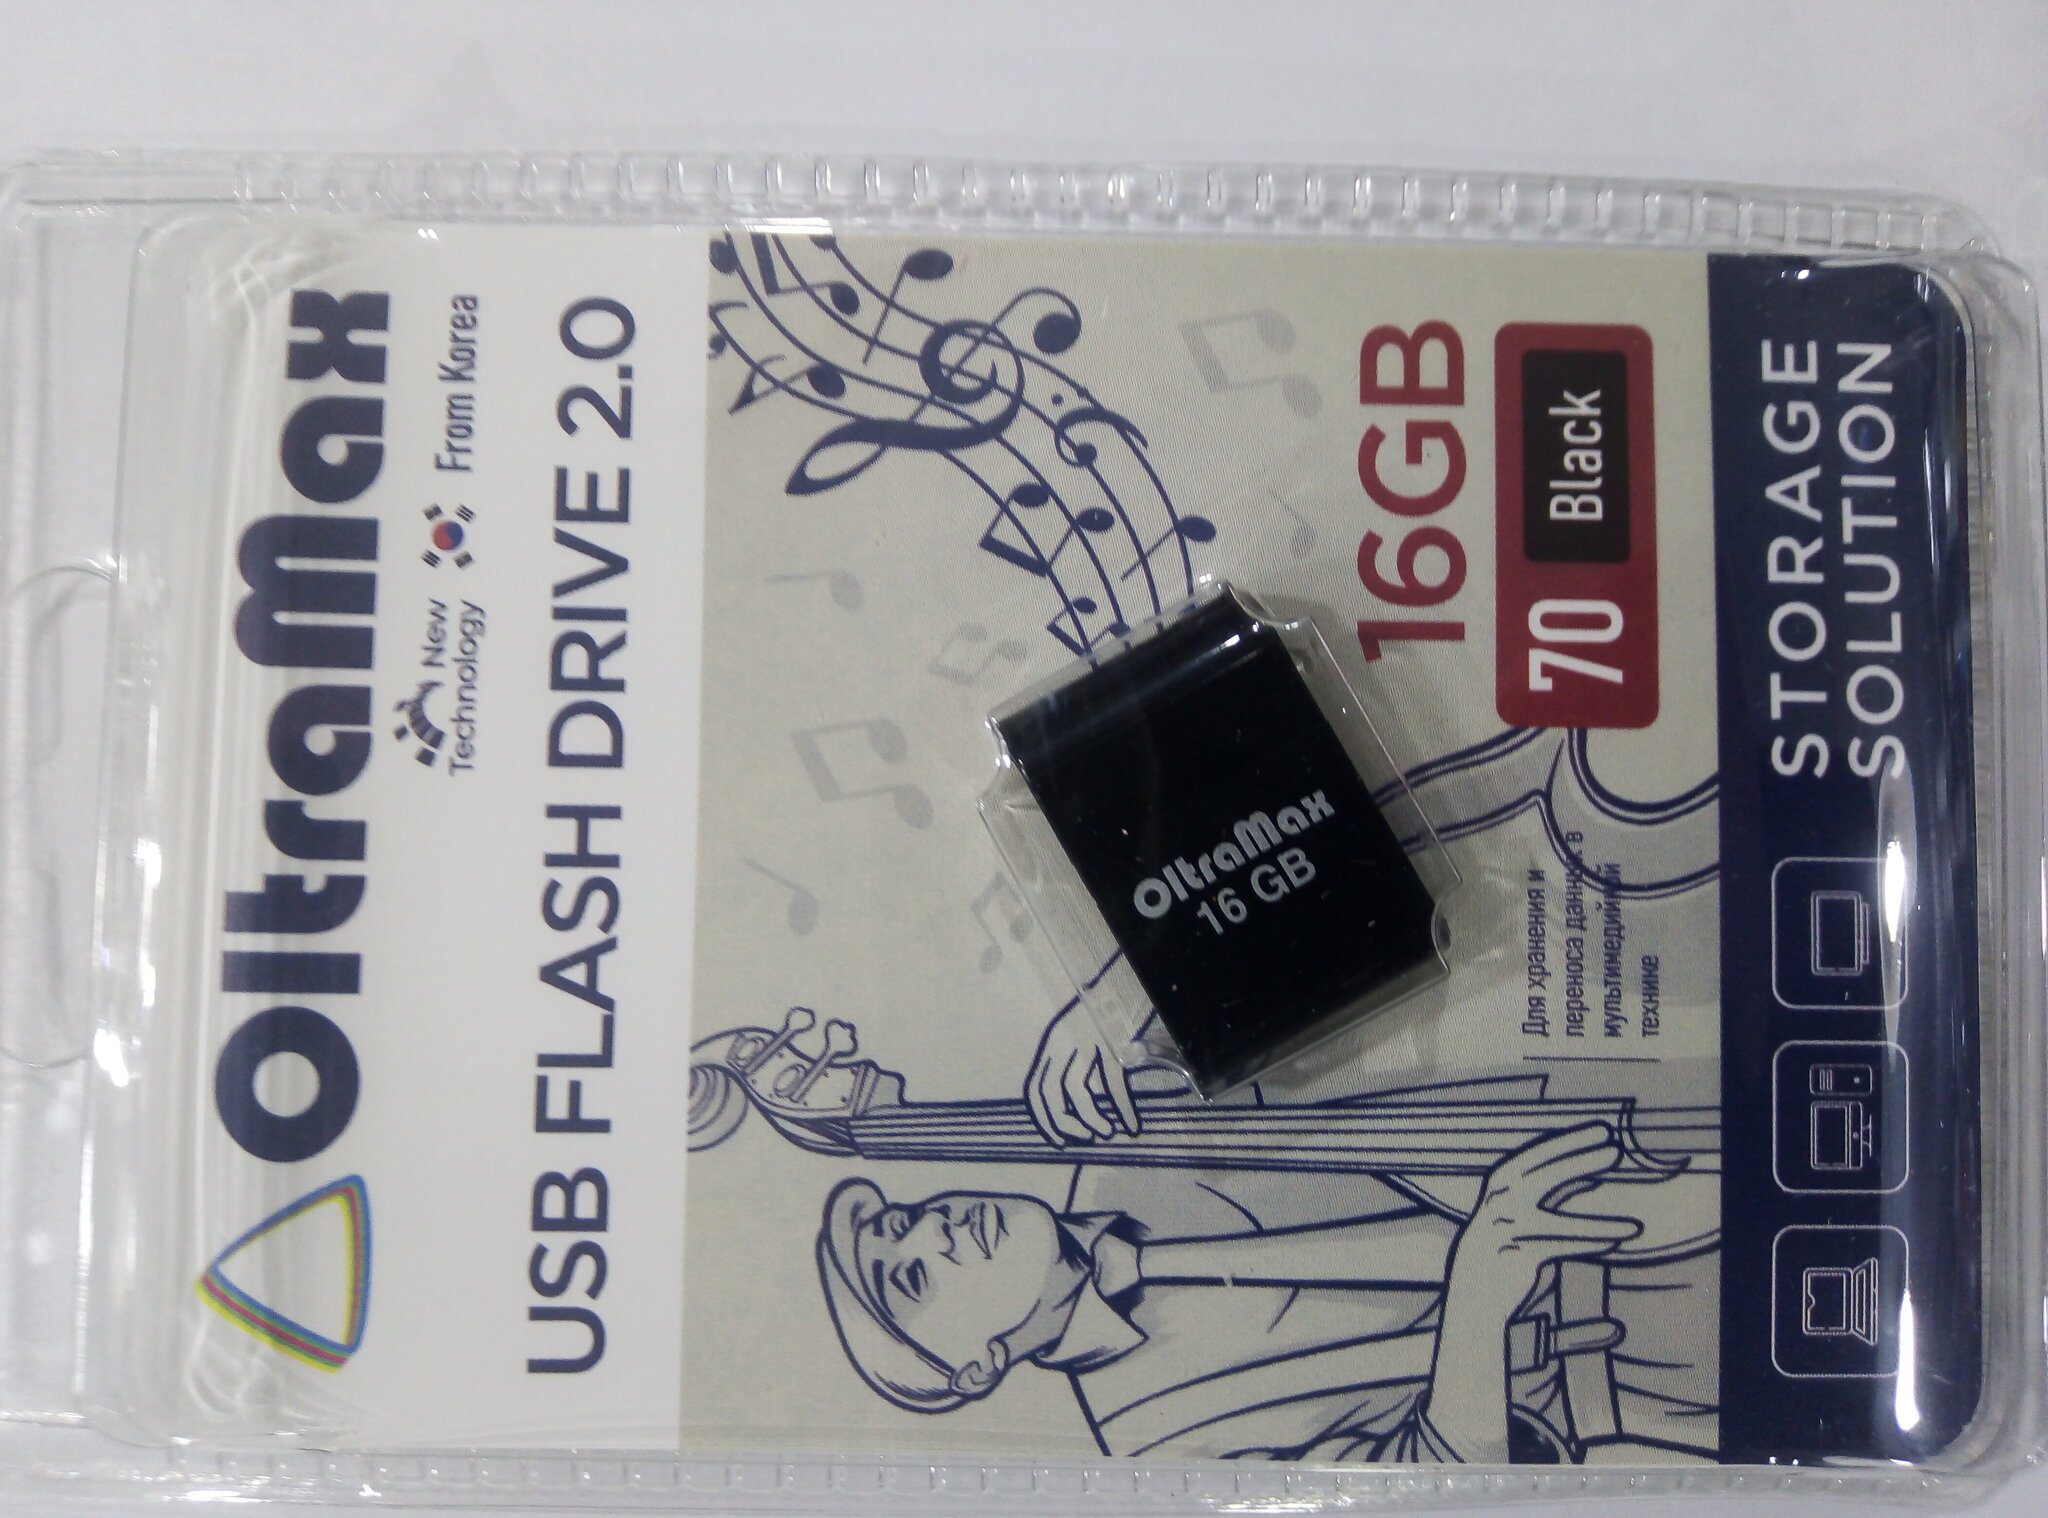 OltraMax
New
Technology
From Korea
USB FLASH DRIVE 2.0
OltraMax
16 GB
16GB
70
Black
Для хранения и
переноса данных в
мультимедийной
технике
STORAGE
SOLUTION